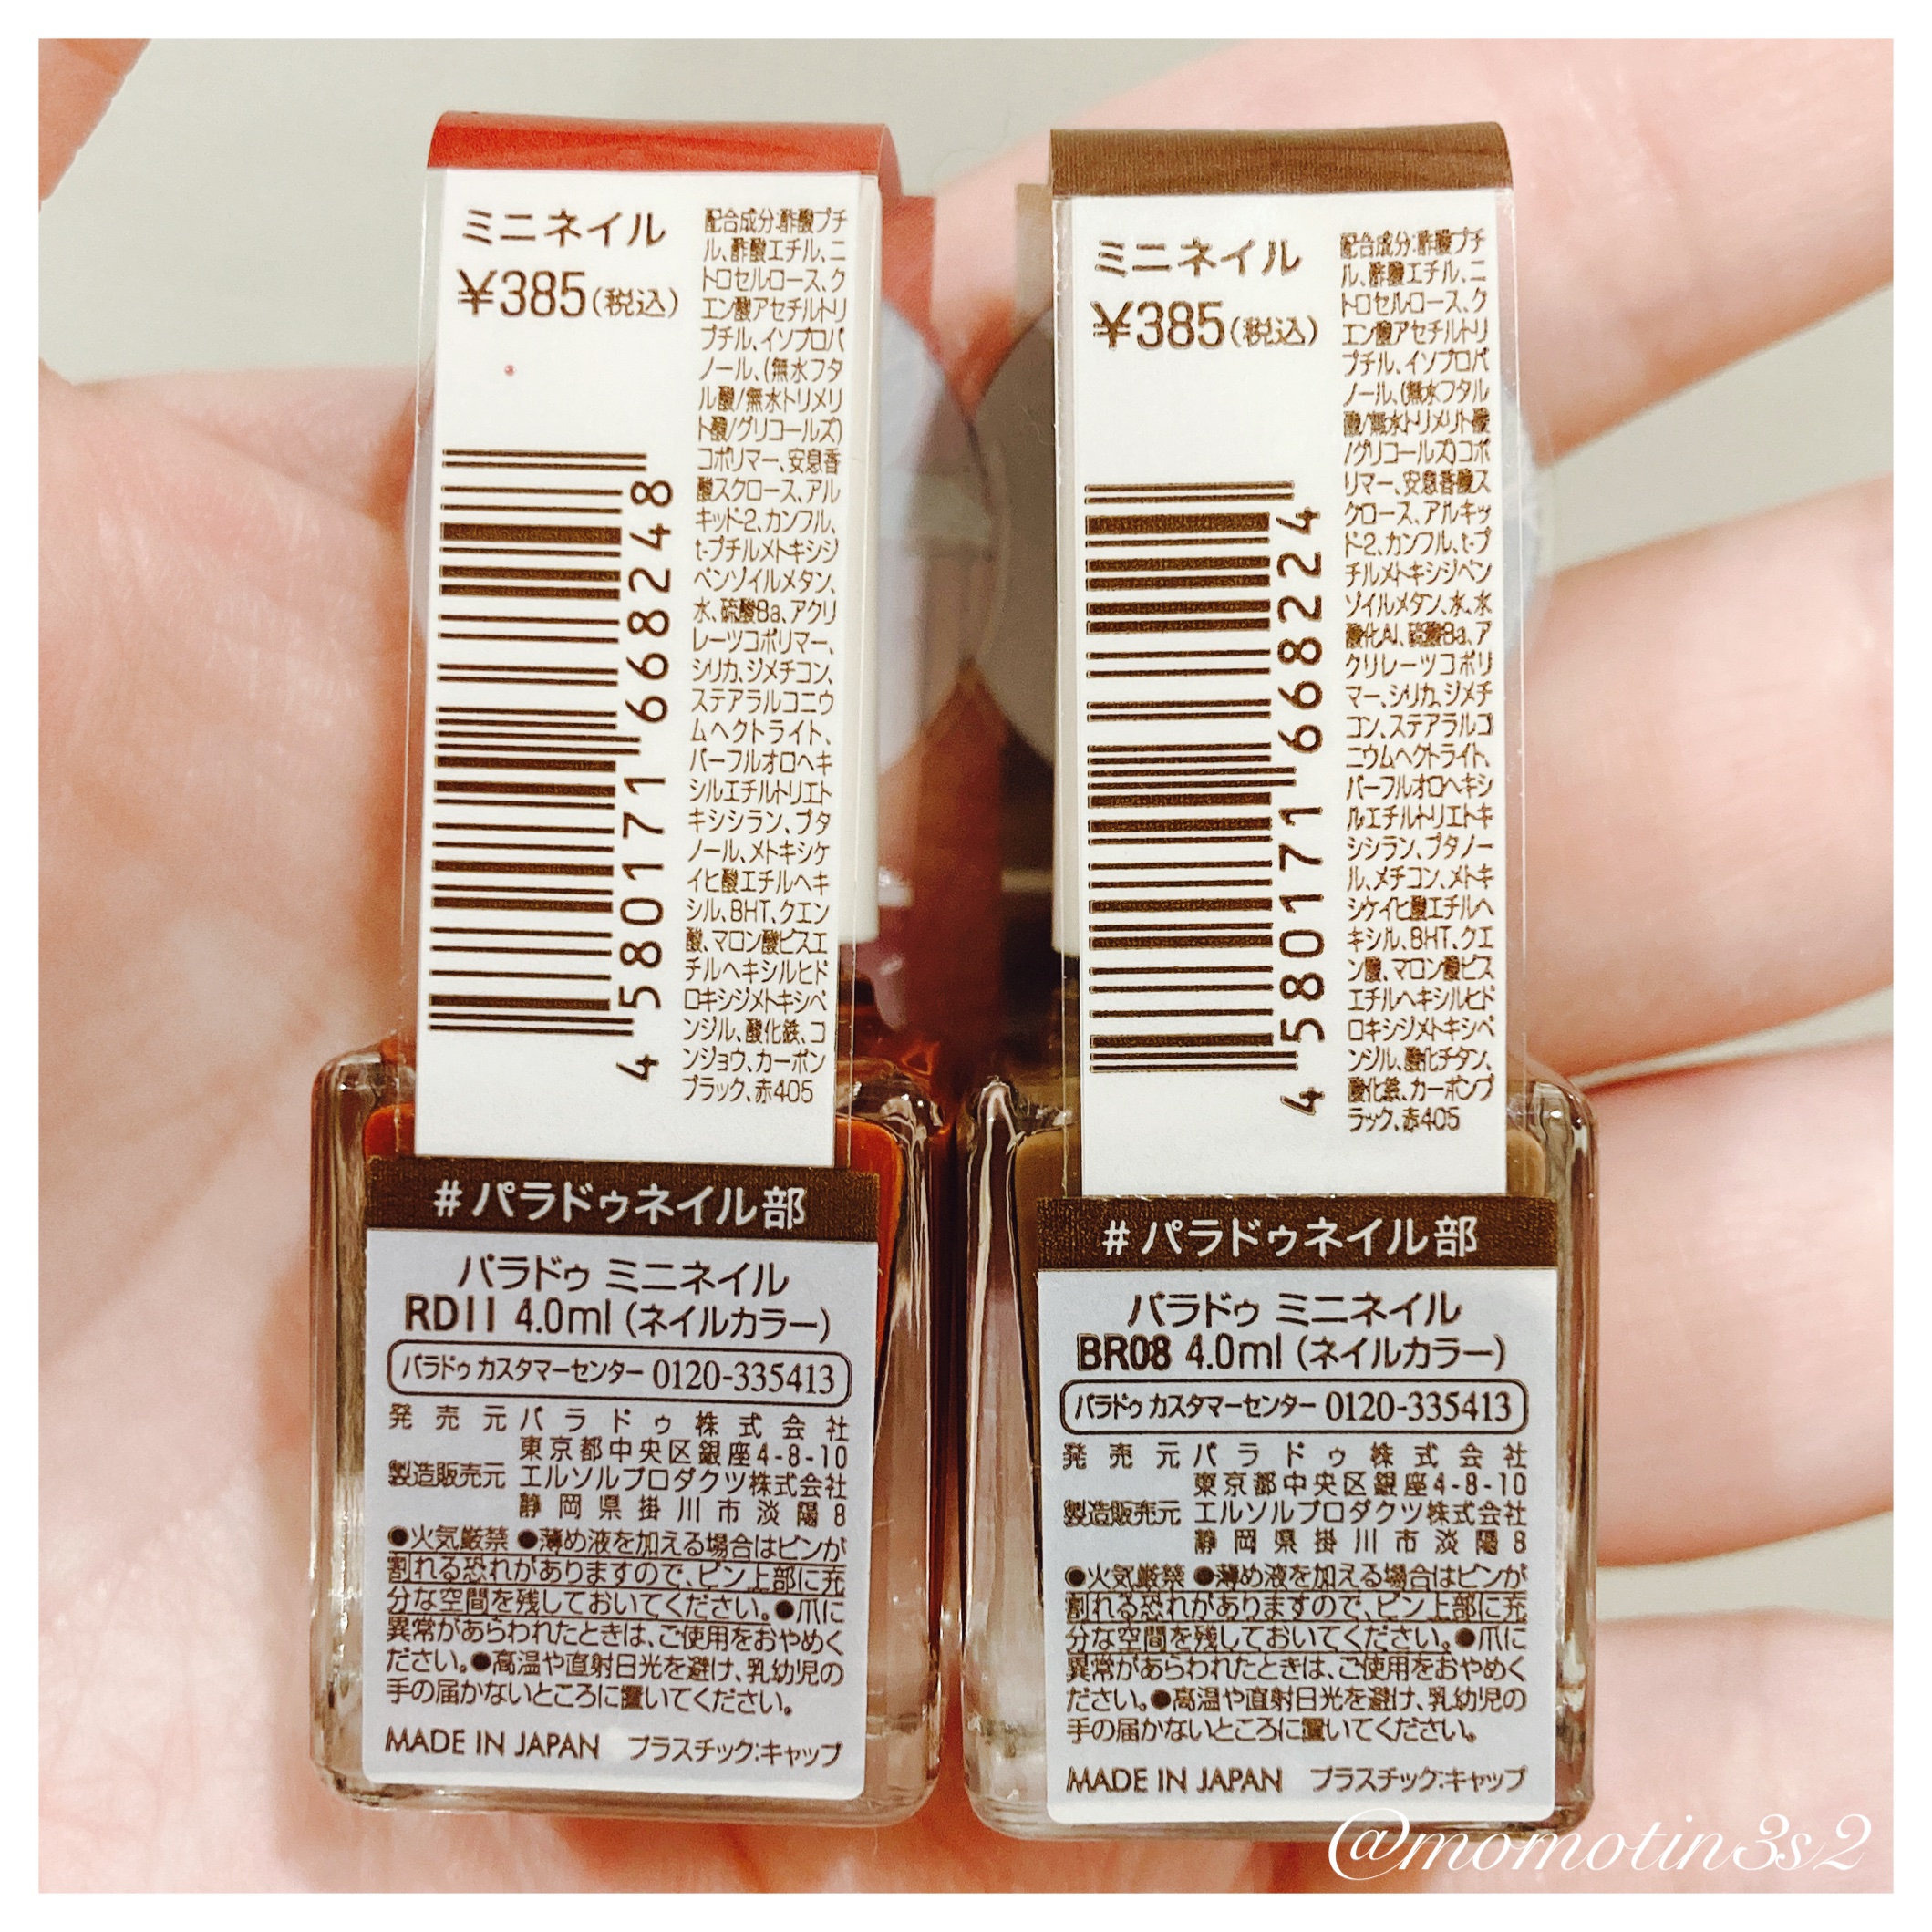 ミニネイル
¥385(税込)
配合成分:酢酸ブチ
ル、酢酸エチル、ニ
トロセルロース、ク
エン酸アセチルトリ
ブチル、イソプロパ
ノール、(無水フタ
ル酸/無水トリメリ
ト酸/グリコールズ)
コポリマー、安息香
酸スクロース、アル
キッド-2、カンフル、
t-ブチルメトキシジ
ベンゾイルメタン、
水、硫酸Ba、アクリ
レーツコポリマー、
シリカ、ジメチコン、
ステアラルコニウ
ムヘクトライト、
パーフルオロヘキ
シルエチルトリエト
キシシラン、ブタ
ノール、メトキシケ
イヒ酸エチルヘキ
シル、BHT、クエン
酸、マロン酸ビスエ
チルヘキシルヒド
ロキシジメトキシベ
ンジル、酸化鉄、コ
ンジョウ、カーボン
ブラック、赤405
4 580171 668248
#パラドゥネイル部
パラドゥ ミニネイル
RD11 4.0ml (ネイルカラー)
パラドゥ カスタマーセンター 0120-335413
発売元 パラドゥ株式会社
東京都中央区銀座4-8-10
製造販売元 エルソルプロダクツ株式会社
静岡県掛川市淡陽8
●火気厳禁 ●薄め液を加える場合はビンが
割れる恐れがありますので、ビン上部に充
分な空間を残しておいてください。●爪に
異常があらわれたときは、ご使用をおやめく
ださい。●高温や直射日光を避け、乳幼児の
手の届かないところに置いてください。
MADE IN JAPAN プラスチック:キャップ
ミニネイル
¥385(税込)
配合成分:酢酸ブチ
ル、酢酸エチル、ニ
トロセルロース、ク
エン酸アセチルトリ
ブチル、イソプロパ
ノール、(無水フタル
酸/無水トリメリト酸
/グリコールズ)コポ
リマー、安息香酸ス
クロース、アルキッ
ド-2、カンフル、t-ブ
チルメトキシジベン
ゾイルメタン、水、水
酸化Al、硫酸Ba、ア
クリレーツコポリ
マー、シリカ、ジメチ
コン、ステアラルコ
ニウムヘクトライト、
パーフルオロヘキシ
ルエチルトリエトキ
シシラン、ブタノー
ル、メチコン、メトキ
シケイヒ酸エチルヘ
キシル、BHT、クエ
ン酸、マロン酸ビス
エチルヘキシルヒド
ロキシジメトキシベ
ンジル、酸化チタン、
酸化鉄、カーボンブ
ラック、赤405
4 580171 668224
#パラドゥネイル部
パラドゥ ミニネイル
BR08 4.0ml (ネイルカラー)
パラドゥ カスタマーセンター 0120-335413
発売元 パラドゥ株式会社
東京都中央区銀座4-8-10
製造販売元 エルソルプロダクツ株式会社
静岡県掛川市淡陽8
●火気厳禁 ●薄め液を加える場合はビンが
割れる恐れがありますので、ビン上部に充
分な空間を残しておいてください。●爪に
異常があらわれたときは、ご使用をおやめく
ださい。●高温や直射日光を避け、乳幼児の
手の届かないところに置いてください。
MADE IN JAPAN プラスチック:キャップ
@momotin3s2